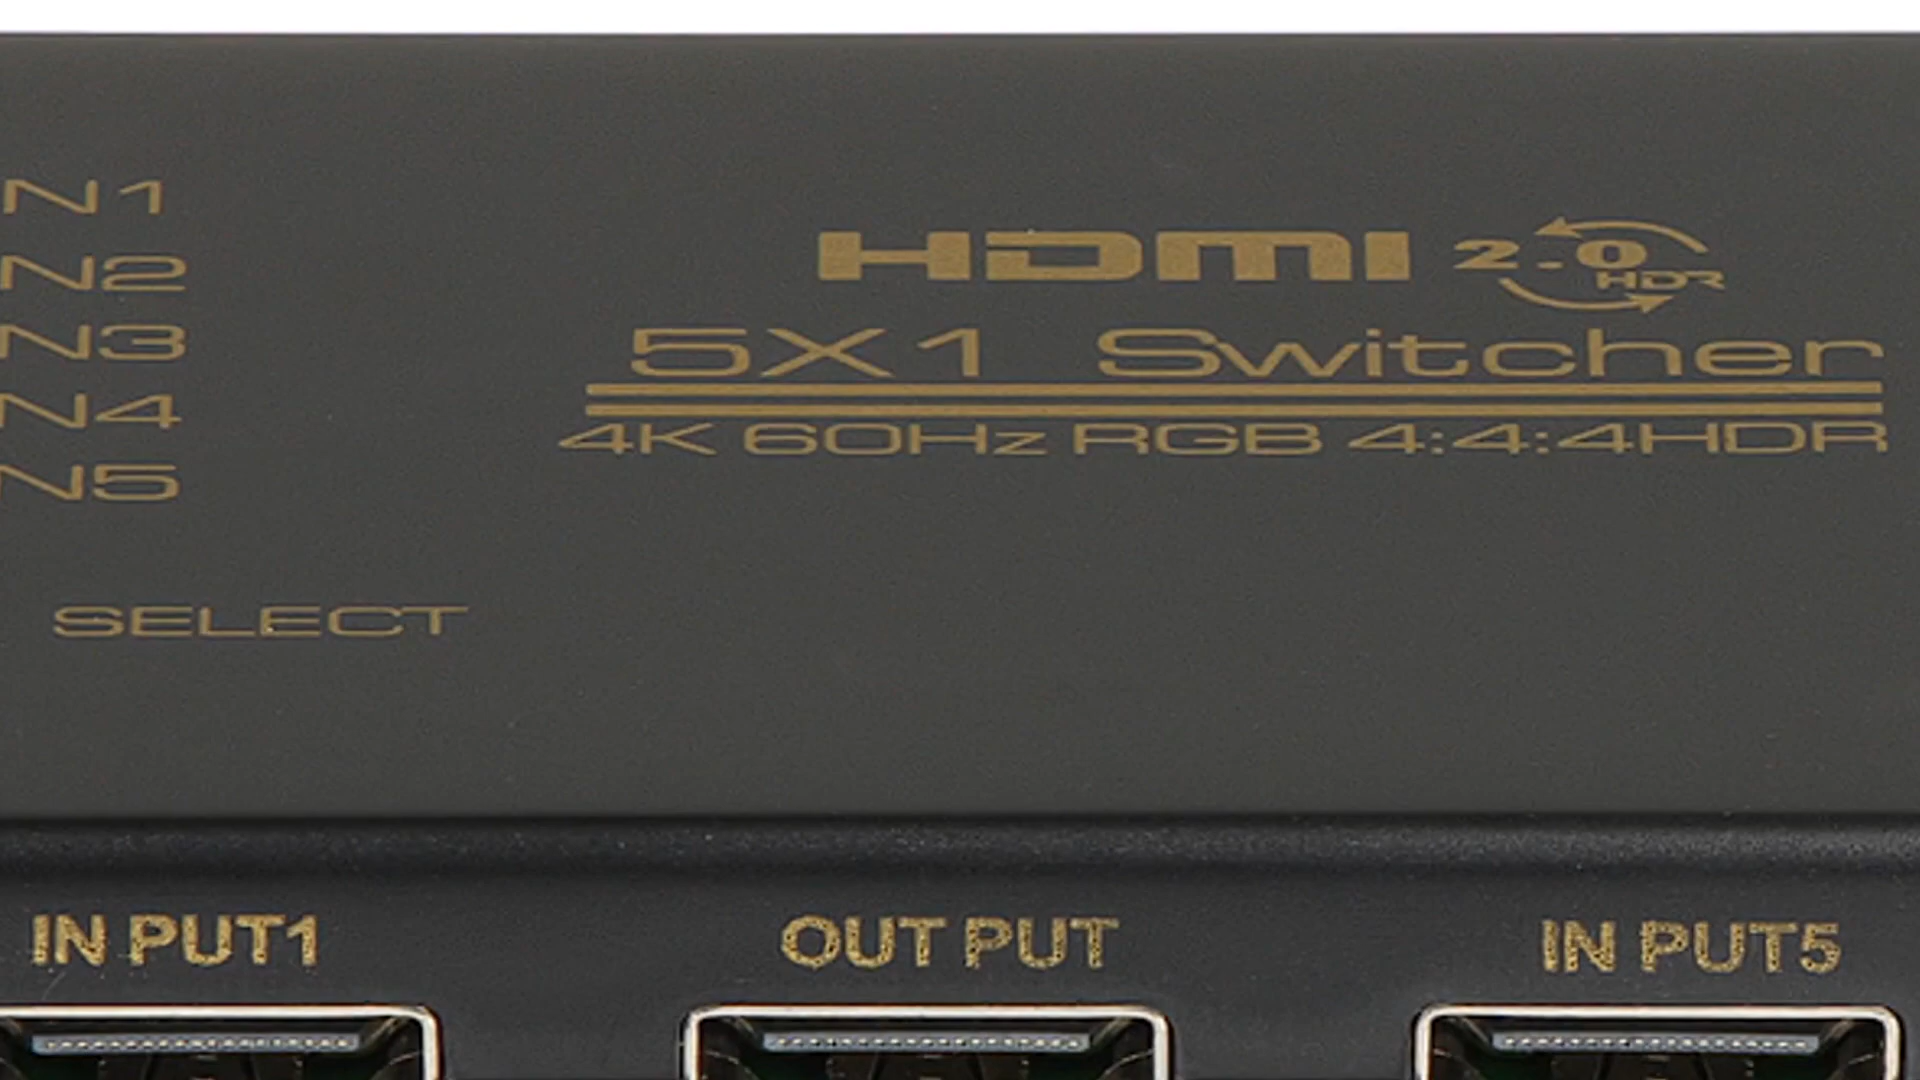 N1
N2
N3
N4
N5
SELECT
HDMI 2.0 HDR
5X1 Switcher
4K 60Hz RGB 4:4:4HDR
IN PUT1
OUT PUT
IN PUT5